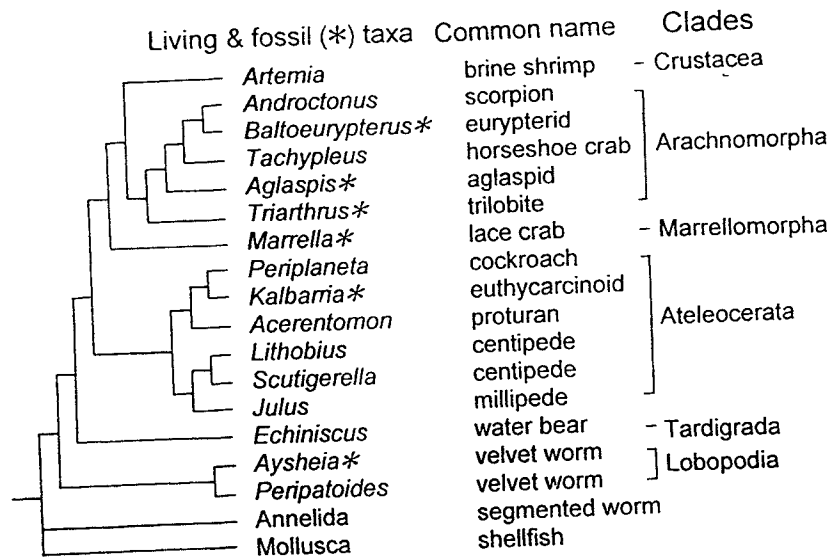 Living & fossil (*) taxa Common name Clades
Artemia brine shrimp – Crustacea
Androctonus scorpion
Baltoeurypterus* eurypterid
Tachypleus horseshoe crab Arachnomorpha
Aglaspis* aglaspid
Triarthrus* trilobite
Marrella* lace crab – Marrellomorpha
Periplaneta cockroach
Kalbarria* euthycarcinoid
Acerentomon proturan Ateleocerata
Lithobius centipede
Scutigerella centipede
Julus millipede
Echiniscus water bear – Tardigrada
Aysheia* velvet worm Lobopodia
Peripatoides velvet worm
Annelida segmented worm
Mollusca shellfish